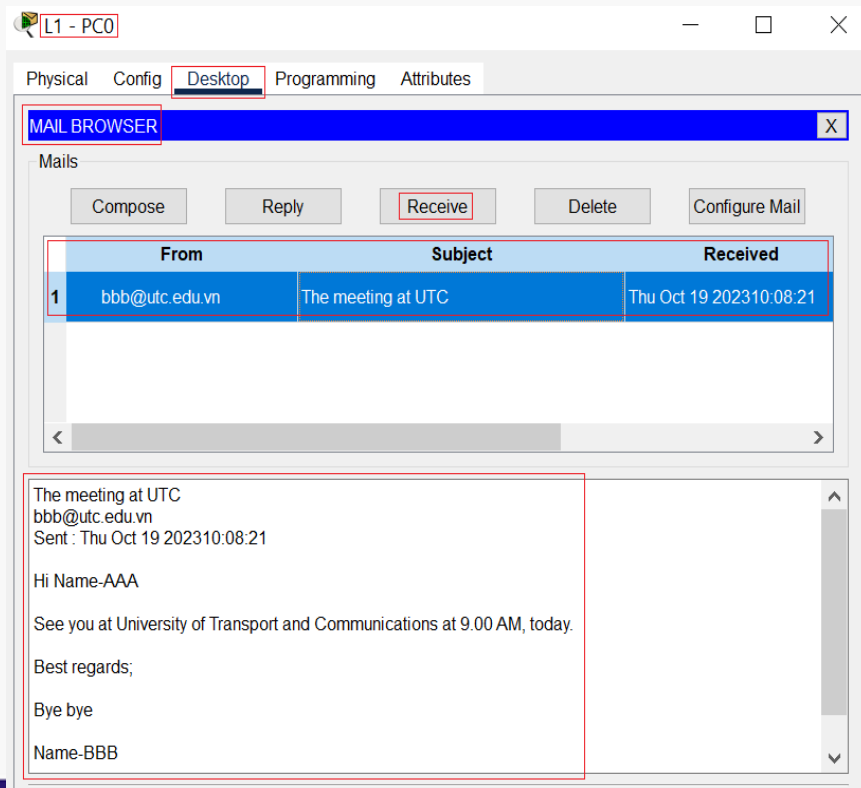 L1 - PC0
Physical Config Desktop Programming Attributes
MAIL BROWSER X
Mails
Compose Reply Receive Delete Configure Mail
From Subject Received
1 bbb@utc.edu.vn The meeting at UTC Thu Oct 19 202310:08:21
The meeting at UTC
bbb@utc.edu.vn
Sent : Thu Oct 19 202310:08:21
Hi Name-AAA
See you at University of Transport and Communications at 9.00 AM, today.
Best regards;
Bye bye
Name-BBB